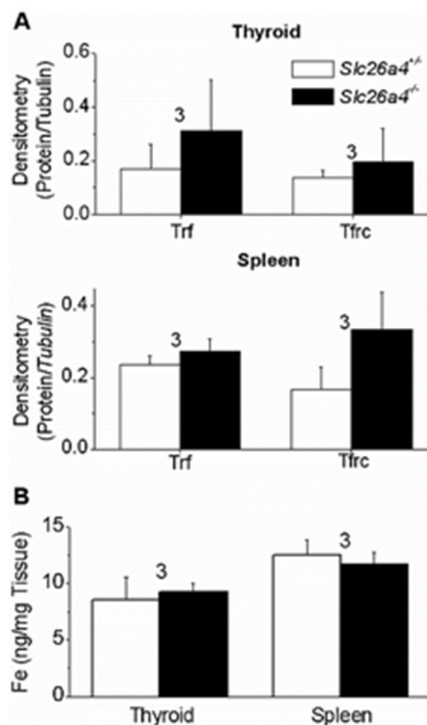 A
Thyroid
Slc26a4+/-
Slc26a4-/-
Densitometry
(Protein/Tubulin)
0.6
0.4
0.2
0.0
3
3
Trf
Tfrc
Spleen
Densitometry
(Protein/Tubulin)
0.4
0.2
0.0
3
3
Trf
Tfrc
B
Fe (ng/mg Tissue)
15
10
5
0
3
3
Thyroid
Spleen